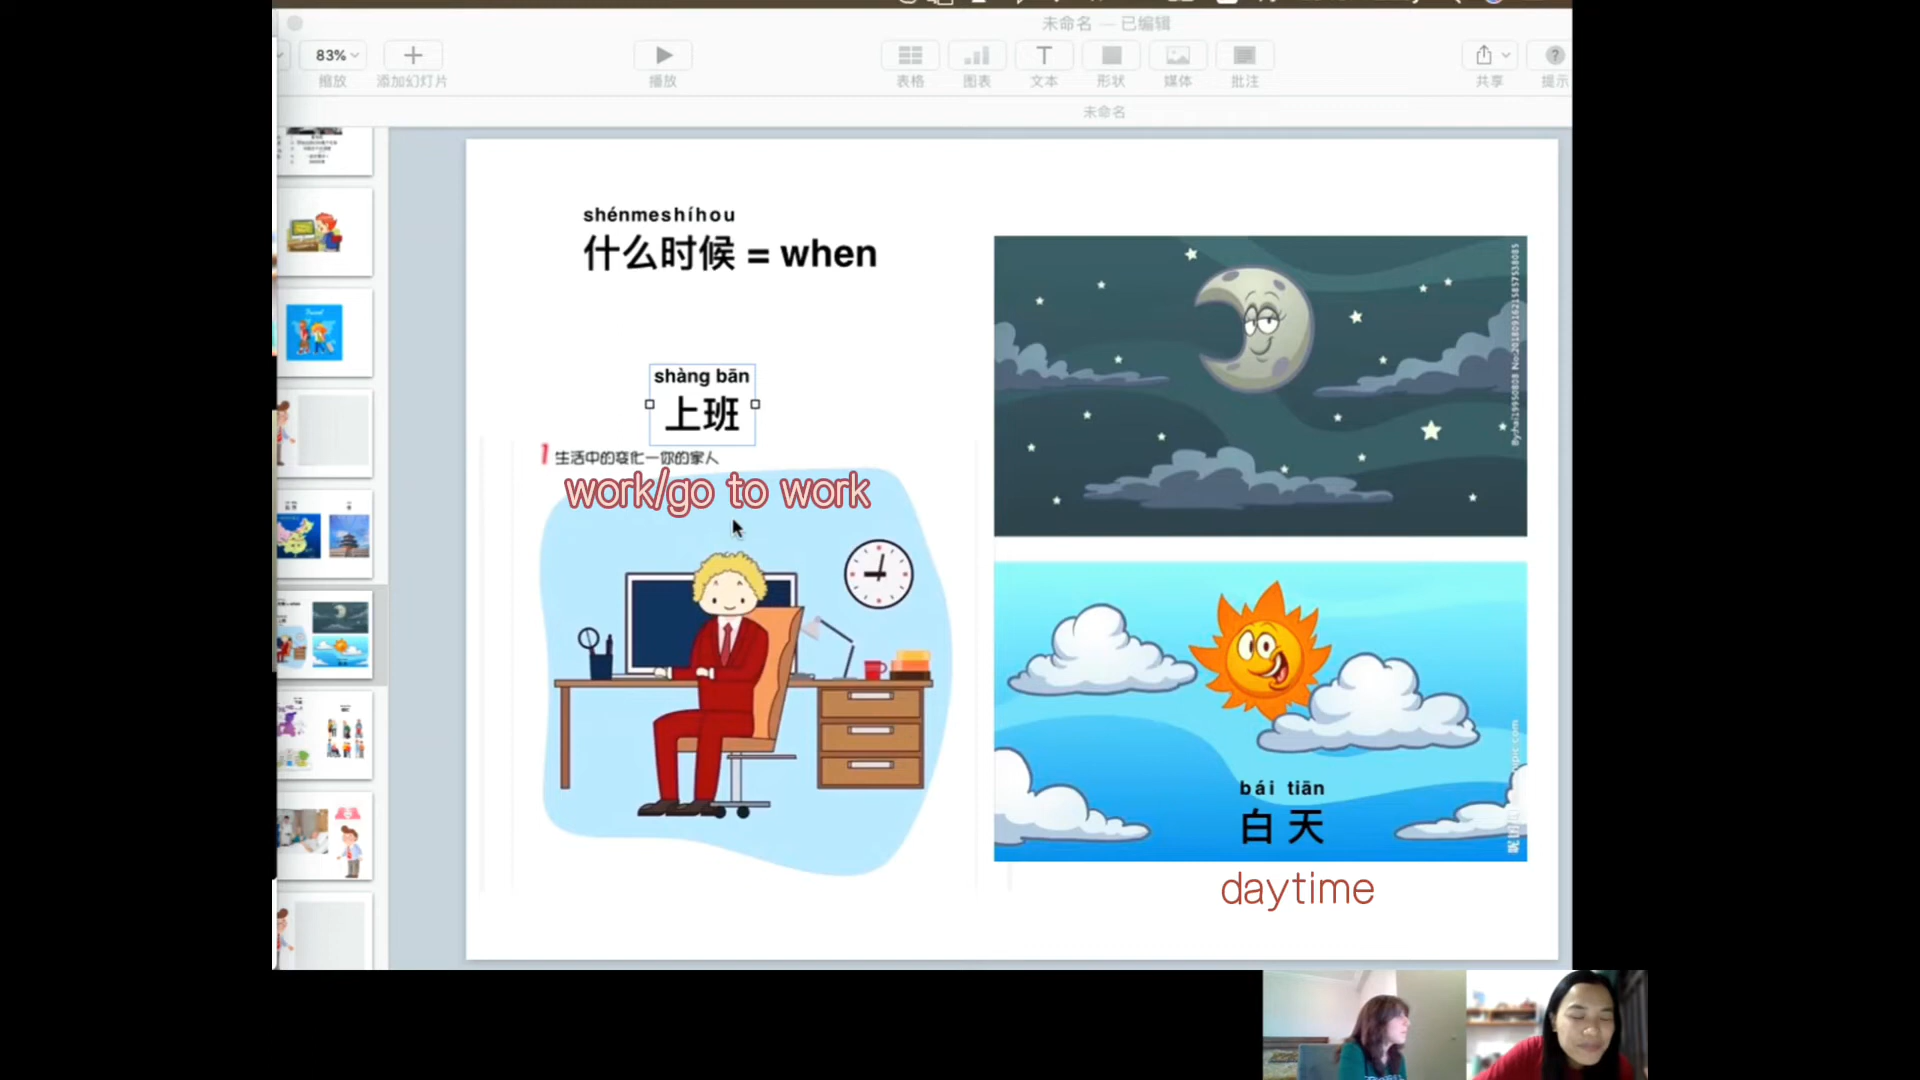 未命名 — 已编辑
83%
缩放
添加幻灯片
播放
表格
图表
文本
形状
媒体
批注
共享
提示
未命名
shénmeshíhou
什么时候 = when
shàng bān
上班
1 生活中的变化一你的家人
work/go to work
bái tiān
白 天
daytime